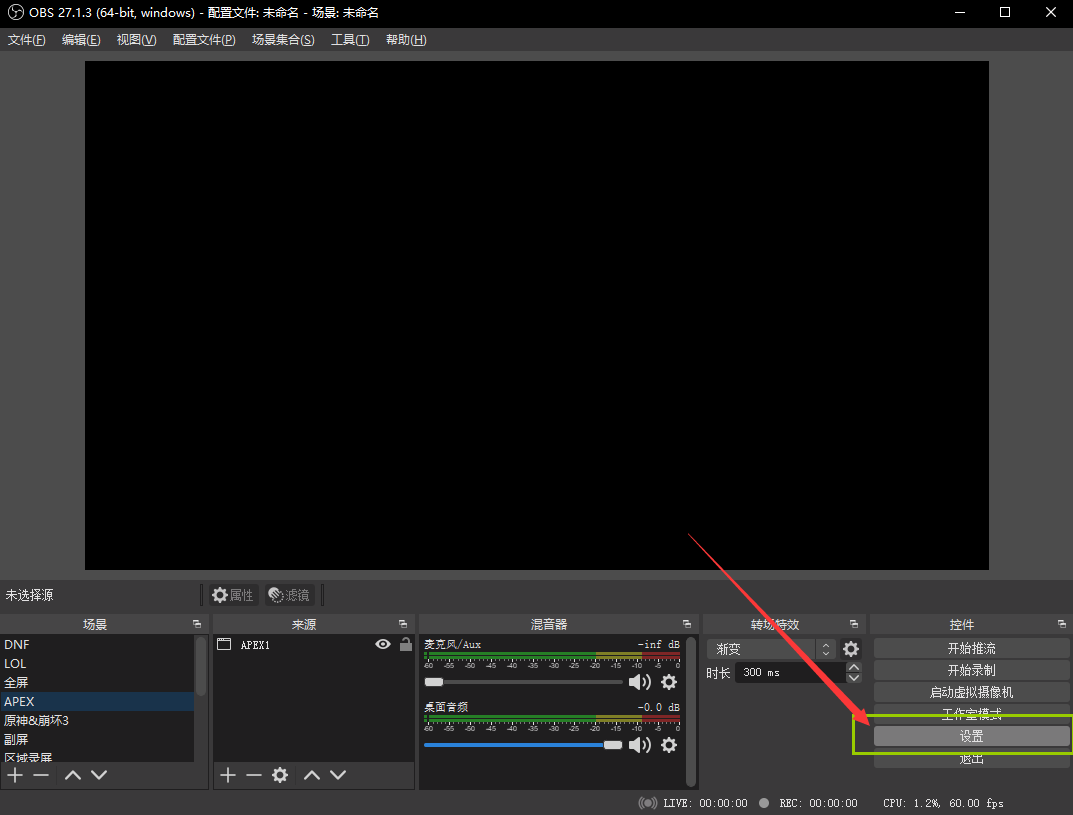 OBS 27.1.3 (64-bit, windows) - 配置文件: 未命名 - 场景: 未命名
文件(F) 编辑(E) 视图(V) 配置文件(P) 场景集合(S) 工具(T) 帮助(H)
未选择源 属性 滤镜
场景 来源 混音器 转场特效 控件
DNF
LOL
全屏
APEX
原神&崩坏3
副屏
区域录屏
APEX1
麦克风/Aux -inf dB
-60 -55 -50 -45 -40 -35 -30 -25 -20 -15 -10 -5 0
桌面音频 -0.0 dB
-60 -55 -50 -45 -40 -35 -30 -25 -20 -15 -10 -5 0
渐变
时长 300 ms
开始推流
开始录制
启动虚拟摄像机
工作室模式
设置
退出
LIVE: 00:00:00 REC: 00:00:00 CPU: 1.2%, 60.00 fps